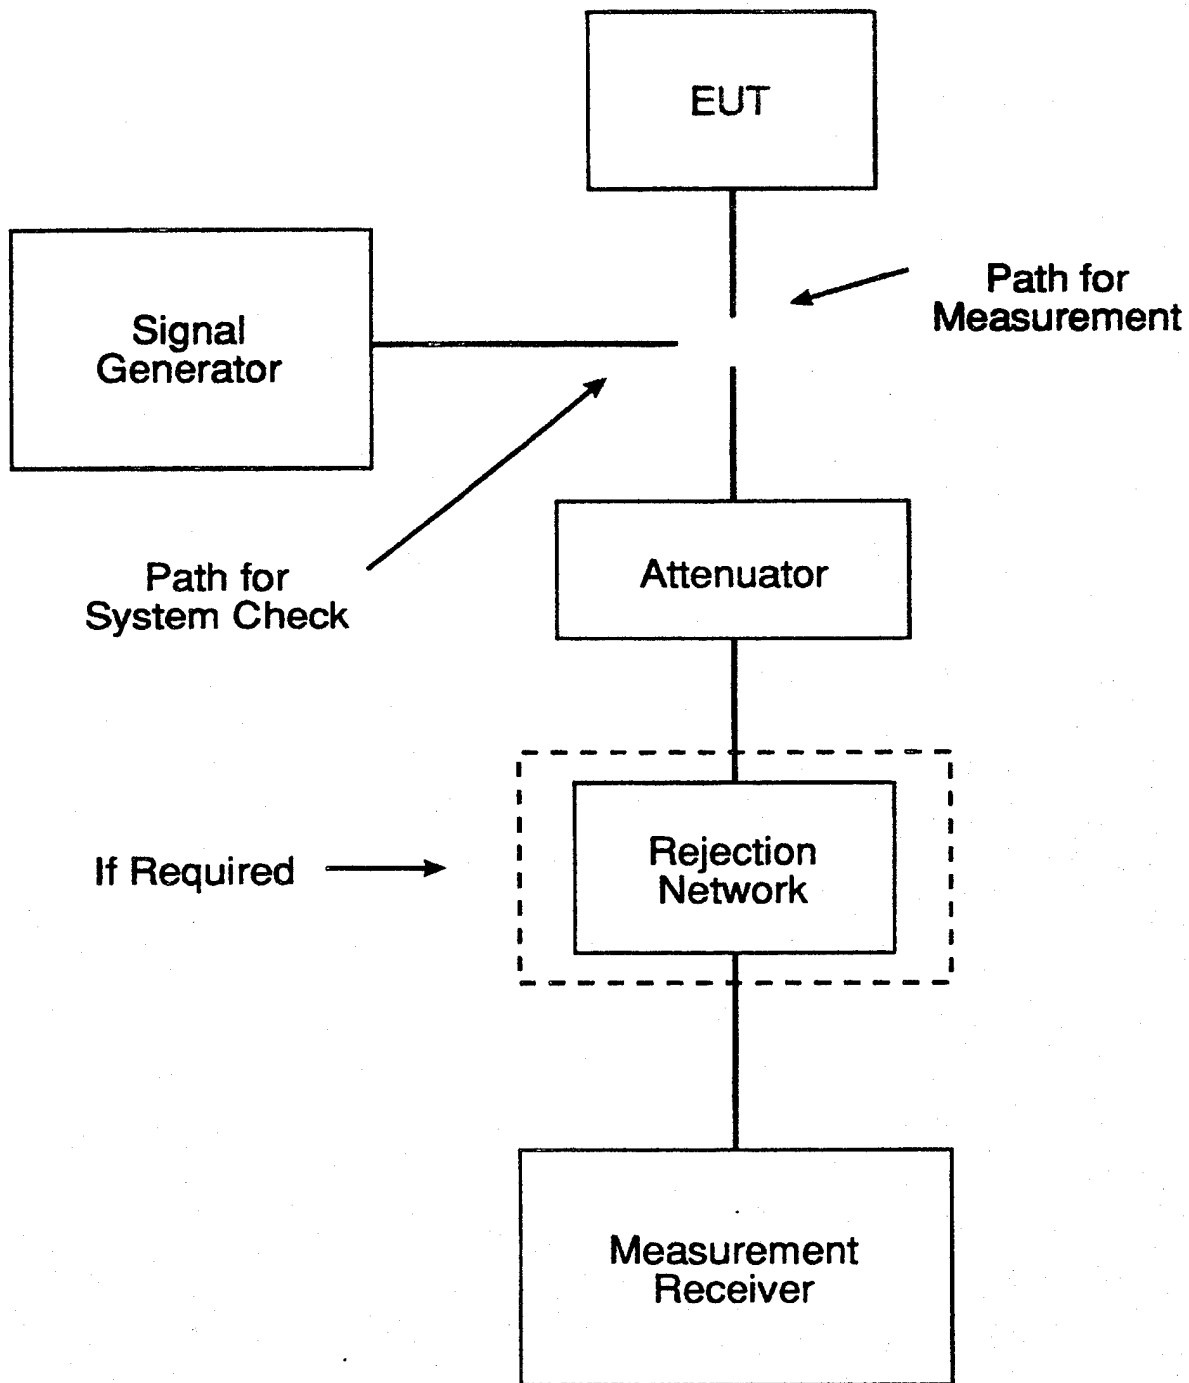 EUT
Signal
Generator
Path for
Measurement
Path for
System Check
Attenuator
If Required
Rejection
Network
Measurement
Receiver